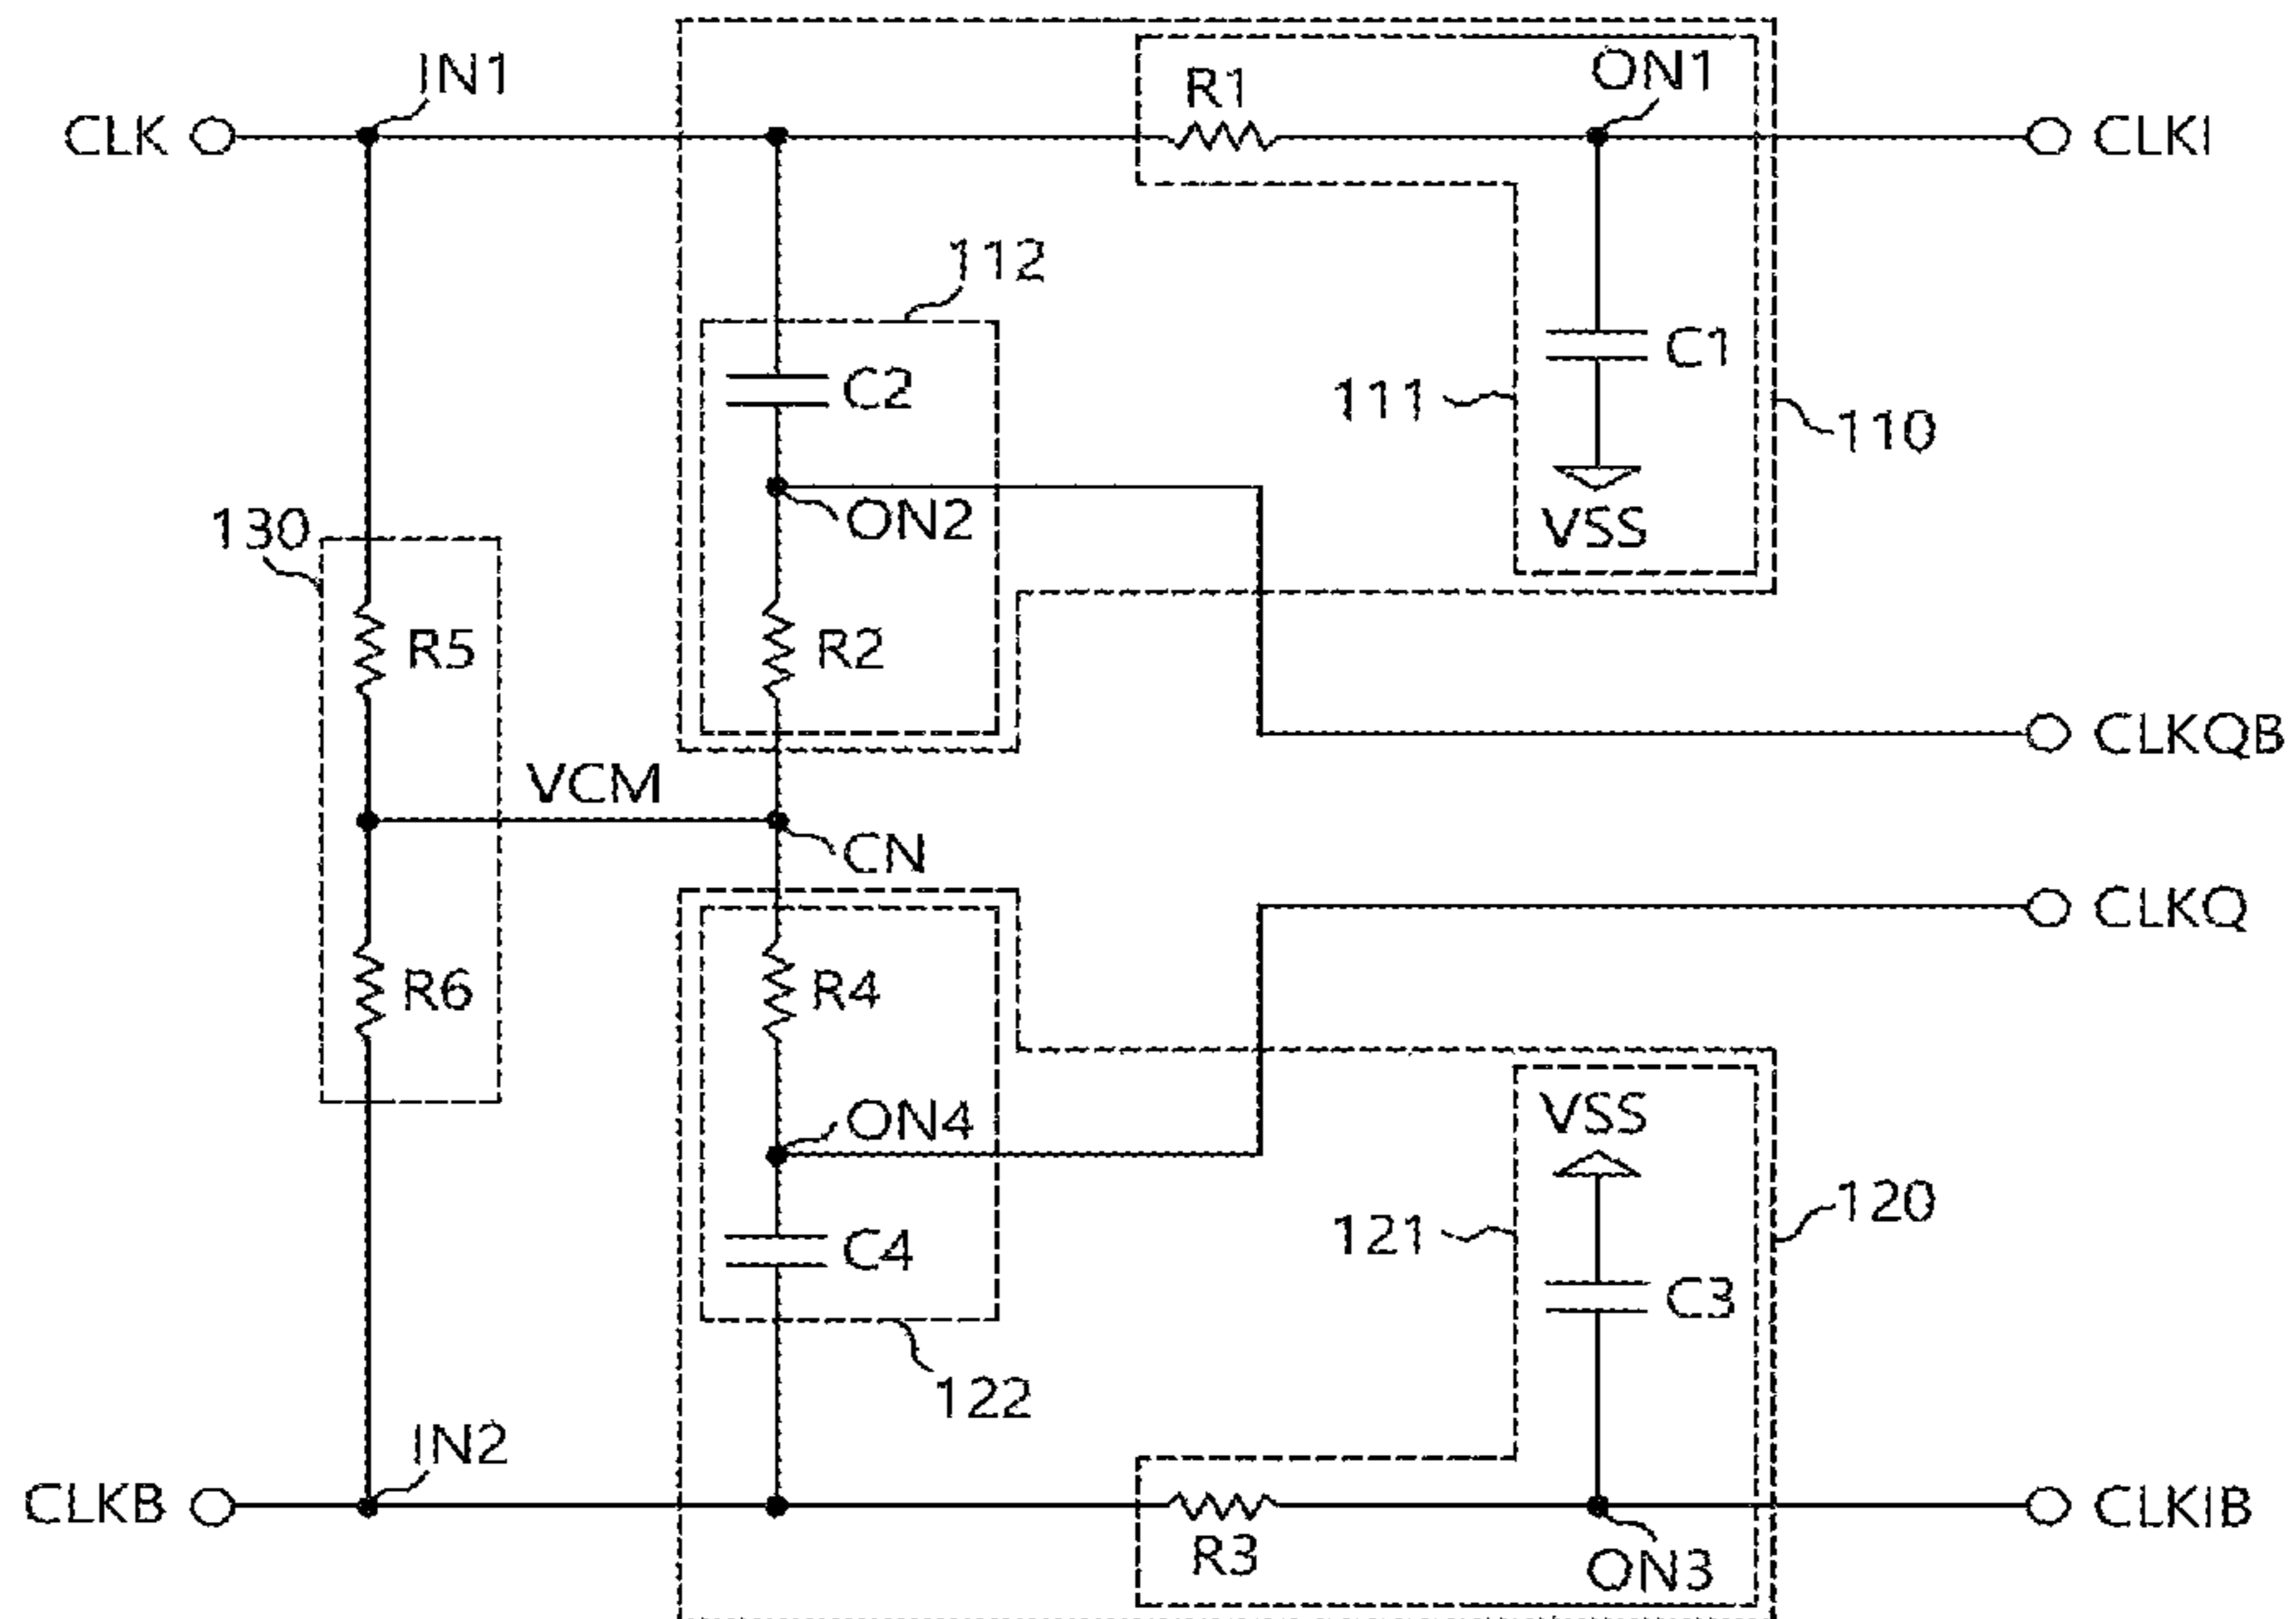 IN1
ON1
R1
CLK
CLKI
112
C2
C1
111
110
ON2
VSS
130
R5
R2
CLKQB
VCM
CN
CLKQ
R6
R4
ON4
VSS
121
120
C4
C3
122
IN2
CLKB
CLKIB
R3
ON3